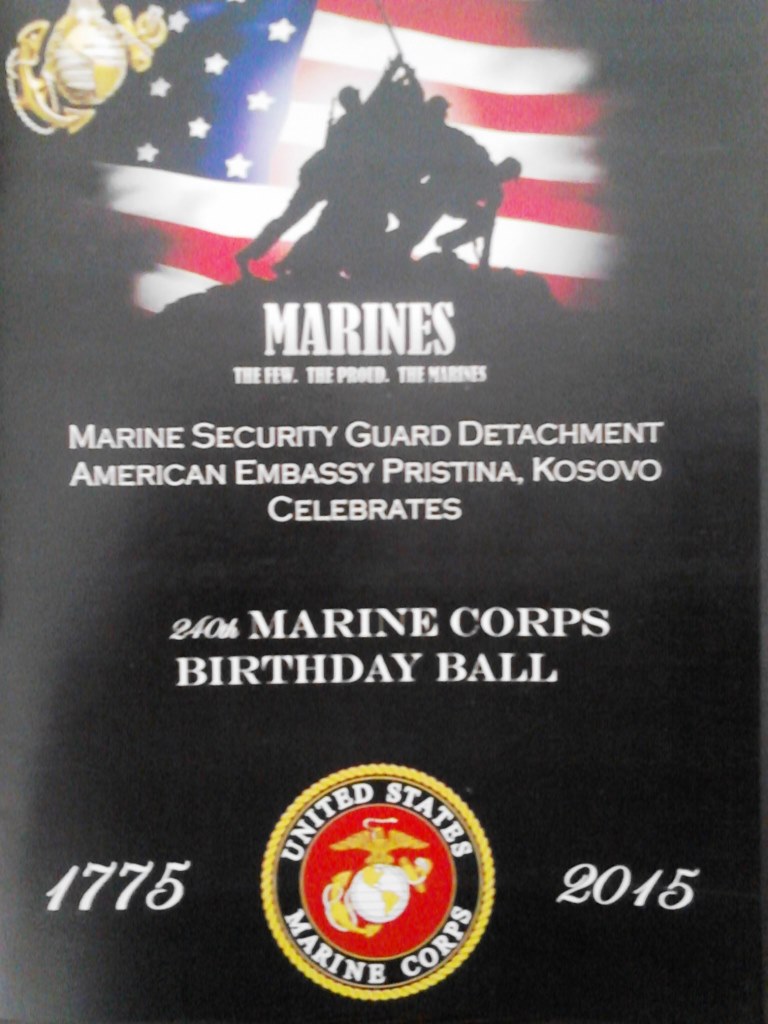 MARINES
THE FEW. THE PROUD. THE MARINES
MARINE SECURITY GUARD DETACHMENT
AMERICAN EMBASSY PRISTINA, KOSOVO
CELEBRATES
240th MARINE CORPS
BIRTHDAY BALL
UNITED STATES
1775
2015
MARINE CORPS